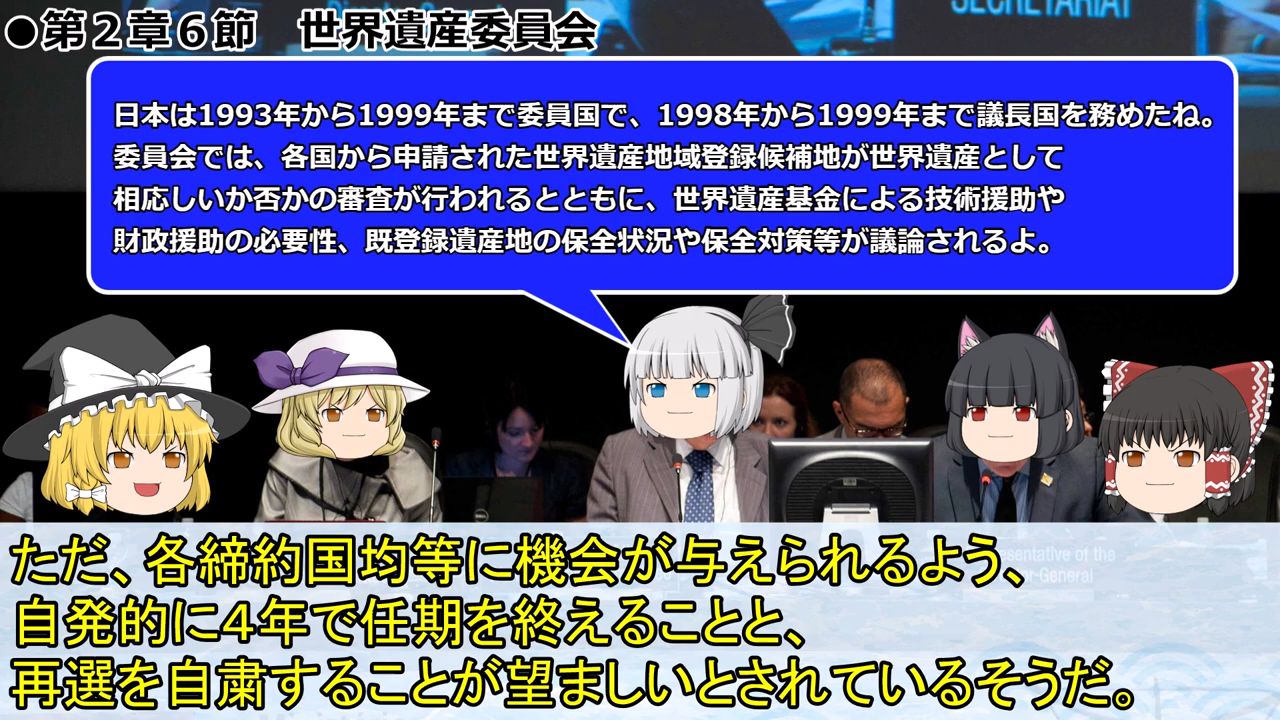 SECRETARIAT
●第2章6節　世界遺産委員会
日本は1993年から1999年まで委員国で、1998年から1999年まで議長国を務めたね。
委員会では、各国から申請された世界遺産地域登録候補地が世界遺産として
相応しいか否かの審査が行われるとともに、世界遺産基金による技術援助や
財政援助の必要性、既登録遺産地の保全状況や保全対策等が議論されるよ。
ただ、各締約国均等に機会が与えられるよう、
自発的に4年で任期を終えることと、
再選を自粛することが望ましいとされているそうだ。